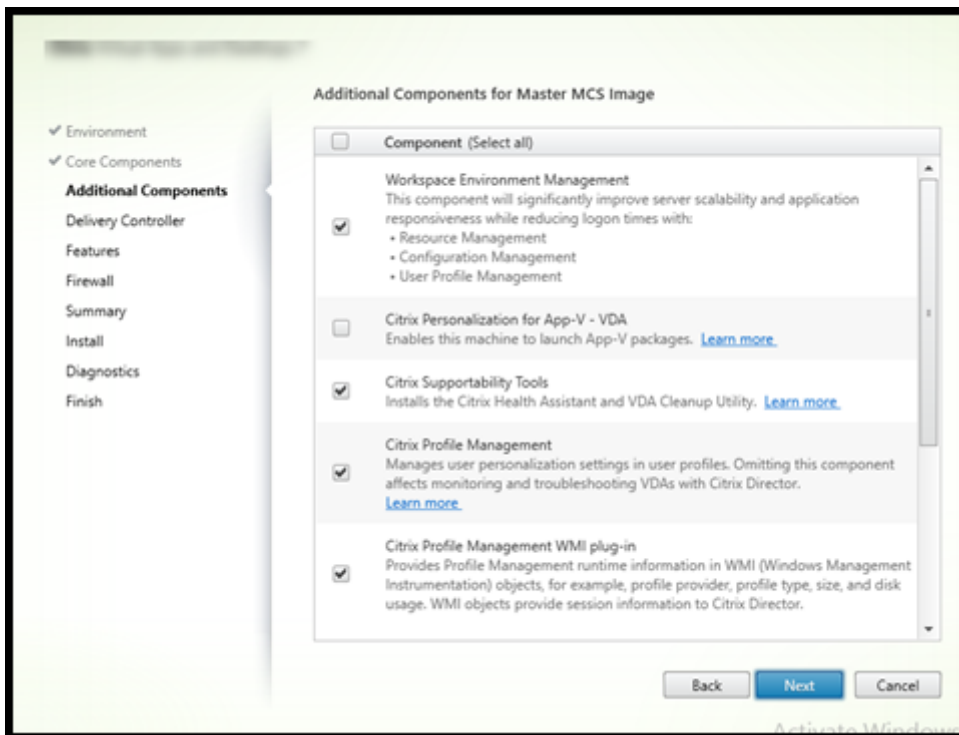 Additional Components for Master MCS Image
Environment
Core Components
Additional Components
Delivery Controller
Features
Firewall
Summary
Install
Diagnostics
Finish
Component (Select all)
Workspace Environment Management
This component will significantly improve server scalability and application
responsiveness while reducing logon times with:
• Resource Management
• Configuration Management
• User Profile Management
Citrix Personalization for App-V - VDA
Enables this machine to launch App-V packages. Learn more
Citrix Supportability Tools
Installs the Citrix Health Assistant and VDA Cleanup Utility. Learn more
Citrix Profile Management
Manages user personalization settings in user profiles. Omitting this component
affects monitoring and troubleshooting VDAs with Citrix Director.
Learn more
Citrix Profile Management WMI plug-in
Provides Profile Management runtime information in WMI (Windows Management
Instrumentation) objects, for example, profile provider, profile type, size, and disk
usage. WMI objects provide session information to Citrix Director.
Back Next Cancel
Activate Windows